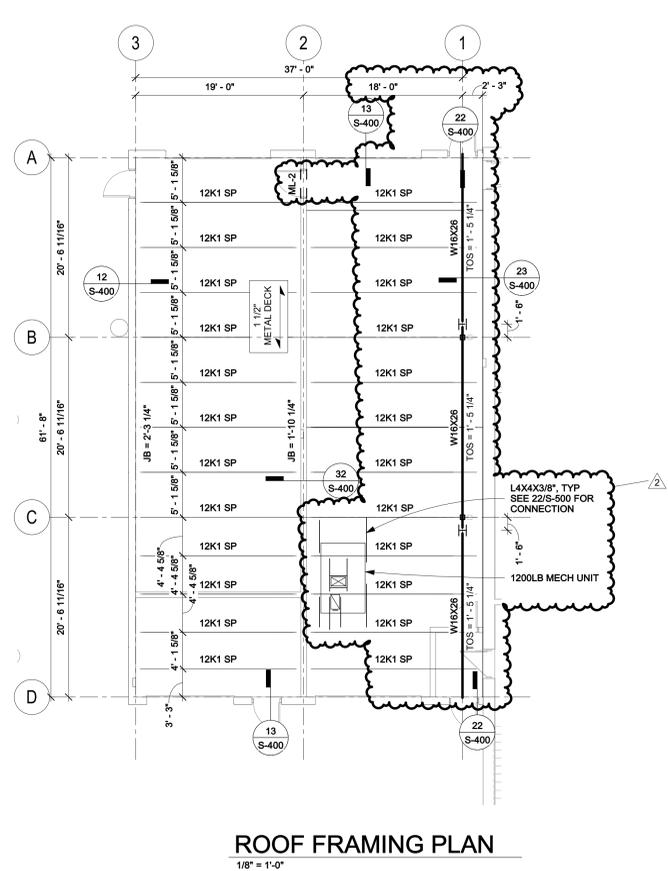 3
2
1
37' - 0"
19' - 0"
18' - 0"
2' - 3"
13
S-400
22
S-400
A
5' - 1 5/8"
12K1 SP
ML-2
12K1 SP
20' - 6 11/16"
5' - 1 5/8"
12K1 SP
12K1 SP
W16X26
TOS = 1' - 5 1/4"
12
S-400
5' - 1 5/8"
12K1 SP
12K1 SP
23
S-400
1 1/2"
METAL DECK
5' - 1 5/8"
12K1 SP
12K1 SP
1' - 6"
B
61' - 8"
20' - 6 11/16"
JB = 2'-3 1/4"
5' - 1 5/8"
12K1 SP
JB = 1'-10 1/4"
12K1 SP
5' - 1 5/8"
12K1 SP
12K1 SP
W16X26
TOS = 1' - 5 1/4"
5' - 1 5/8"
12K1 SP
12K1 SP
32
S-400
5' - 1 5/8"
12K1 SP
12K1 SP
2
L4X4X3/8", TYP
SEE 22/S-500 FOR
CONNECTION
C
12K1 SP
12K1 SP
1' - 6"
4' - 4 5/8"
4' - 4 5/8"
4' - 4 5/8"
12K1 SP
12K1 SP
1200LB MECH UNIT
20' - 6 11/16"
12K1 SP
12K1 SP
W16X26
TOS = 1' - 5 1/4"
4' - 1 5/8"
12K1 SP
12K1 SP
D
3' - 3"
13
S-400
22
S-400
ROOF FRAMING PLAN
1/8" = 1'-0"